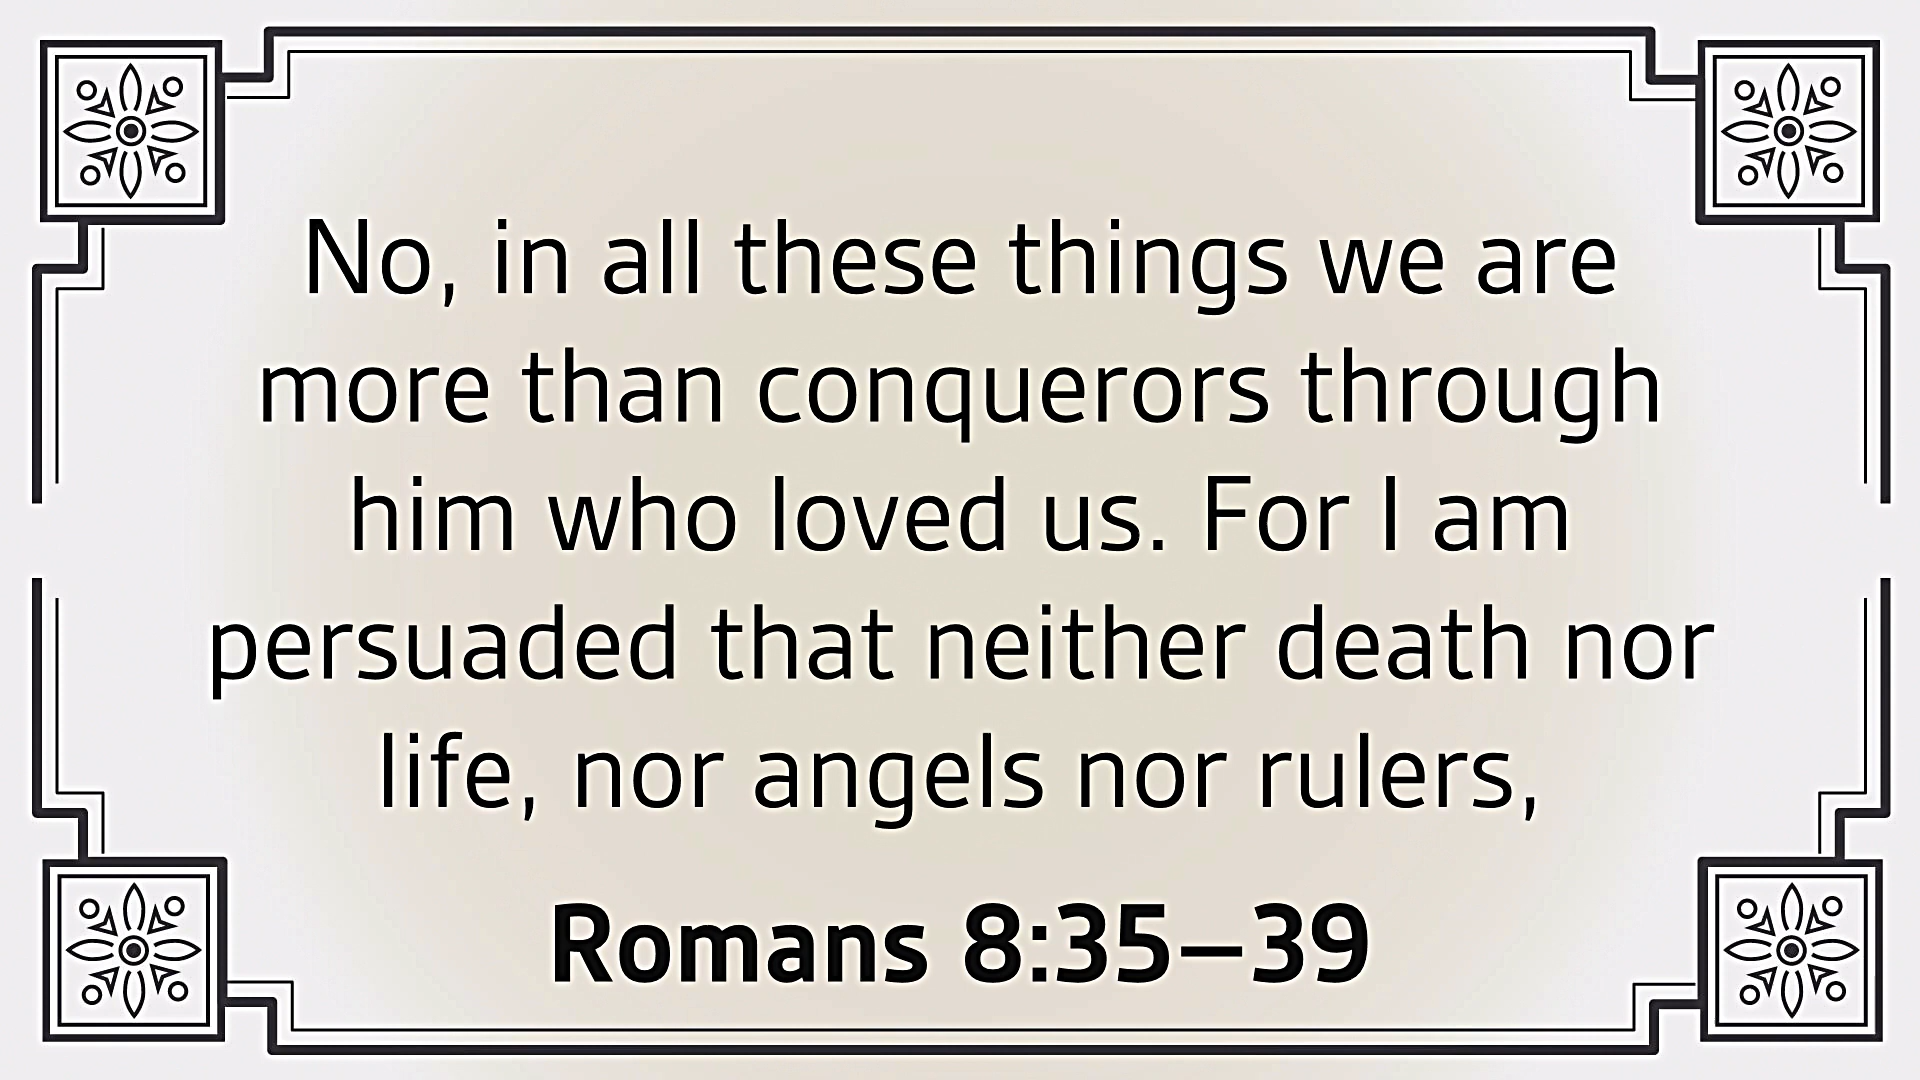 No, in all these things we are
more than conquerors through
him who loved us. For I am
persuaded that neither death nor
life, nor angels nor rulers,
Romans 8:35–39